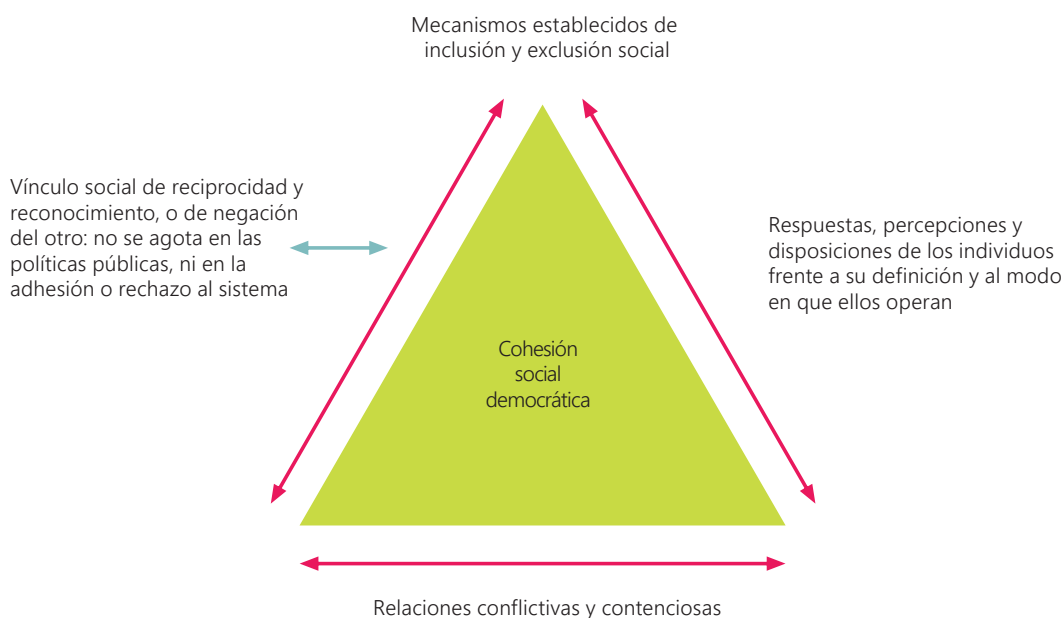 Mecanismos establecidos de
inclusión y exclusión social
Vínculo social de reciprocidad y
reconocimiento, o de negación
del otro: no se agota en las
políticas públicas, ni en la
adhesión o rechazo al sistema
Respuestas, percepciones y
disposiciones de los individuos
frente a su definición y al modo
en que ellos operan
Cohesión
social
democrática
Relaciones conflictivas y contenciosas